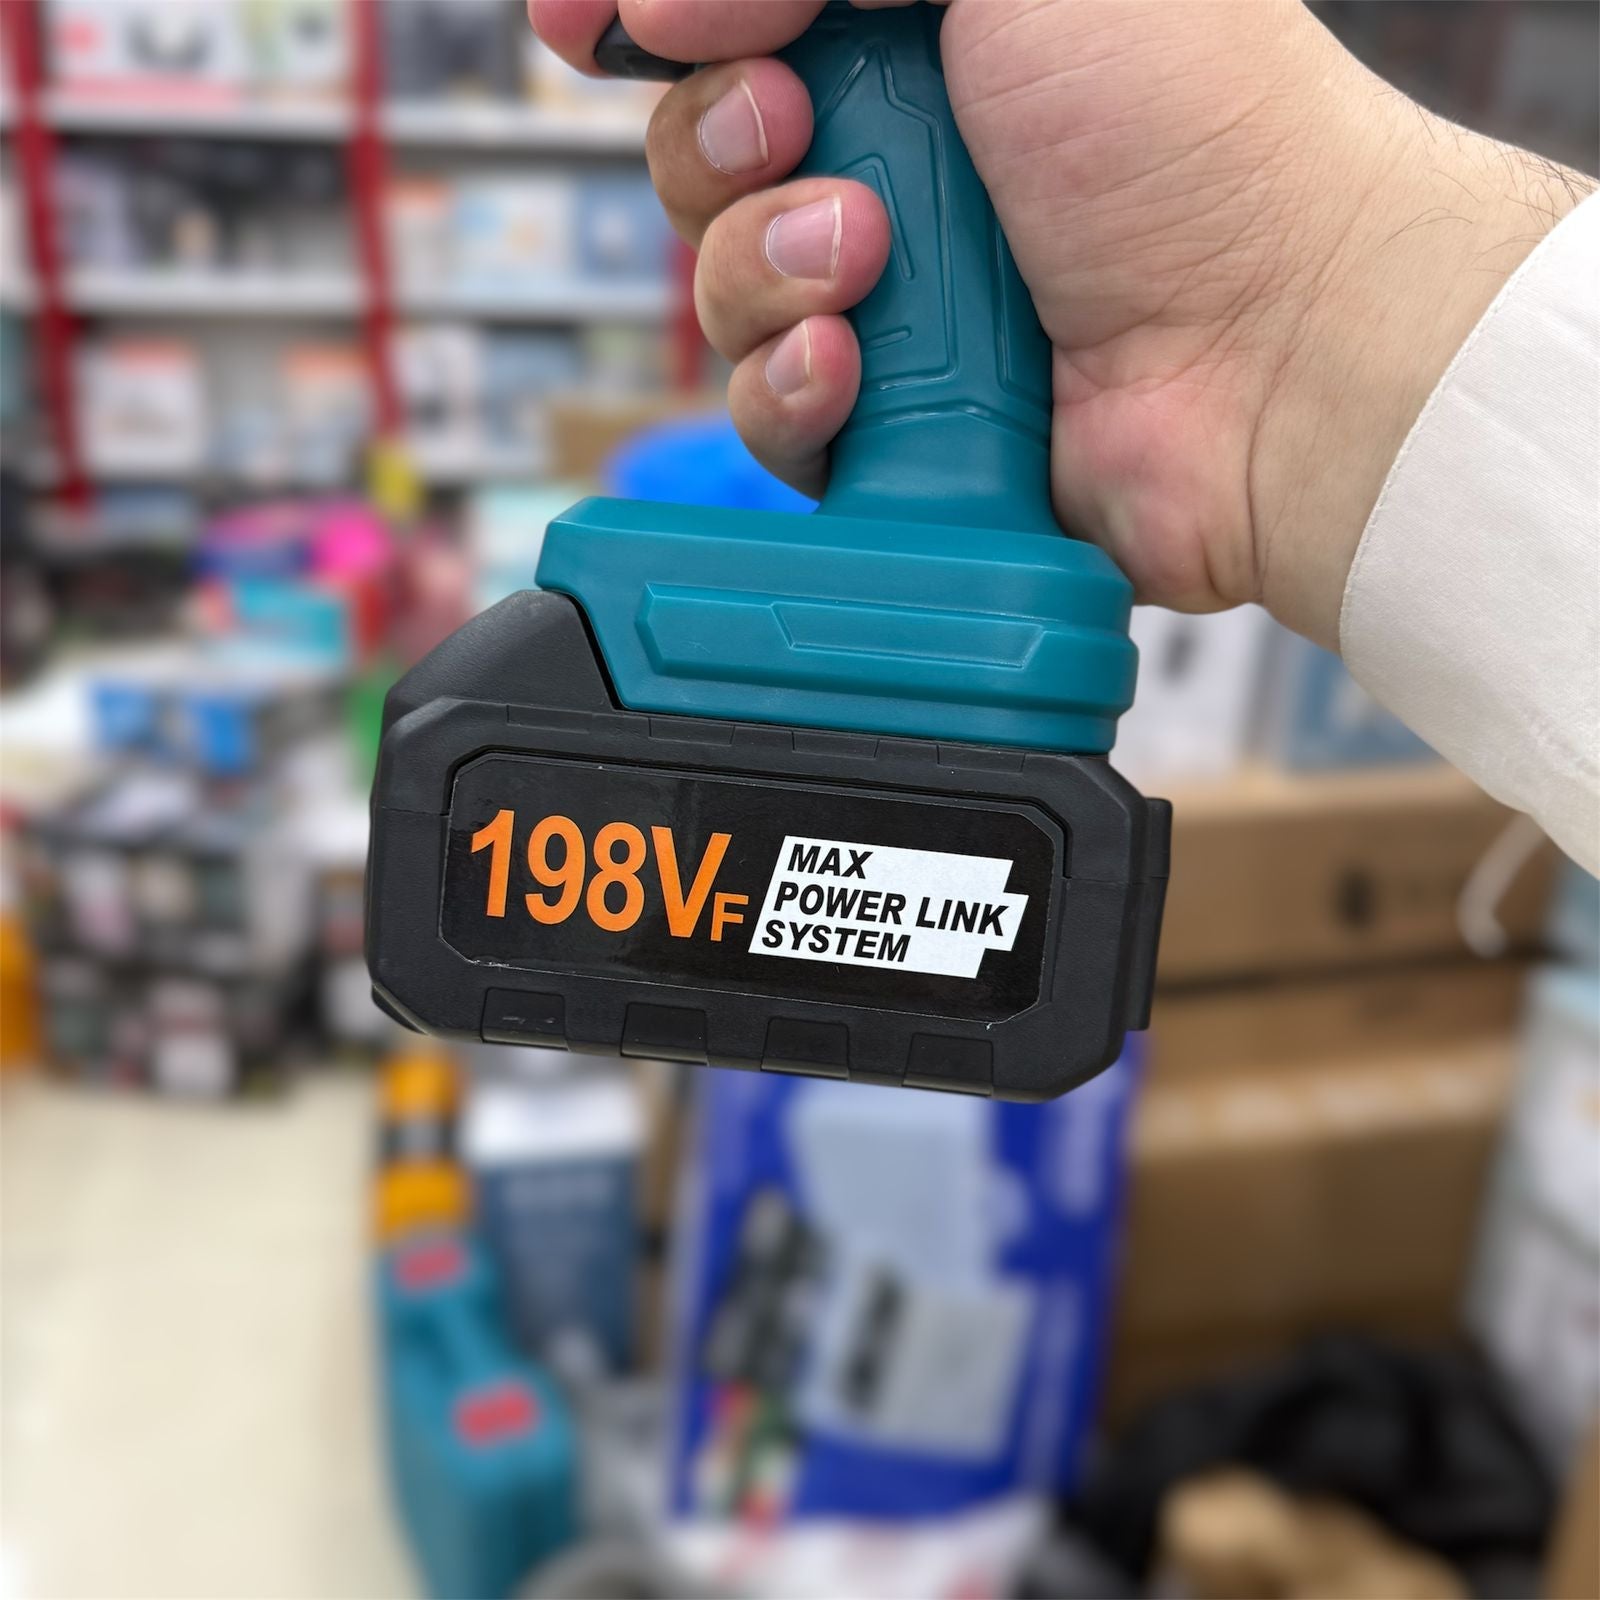 198VF
MAX
POWER LINK
SYSTEM